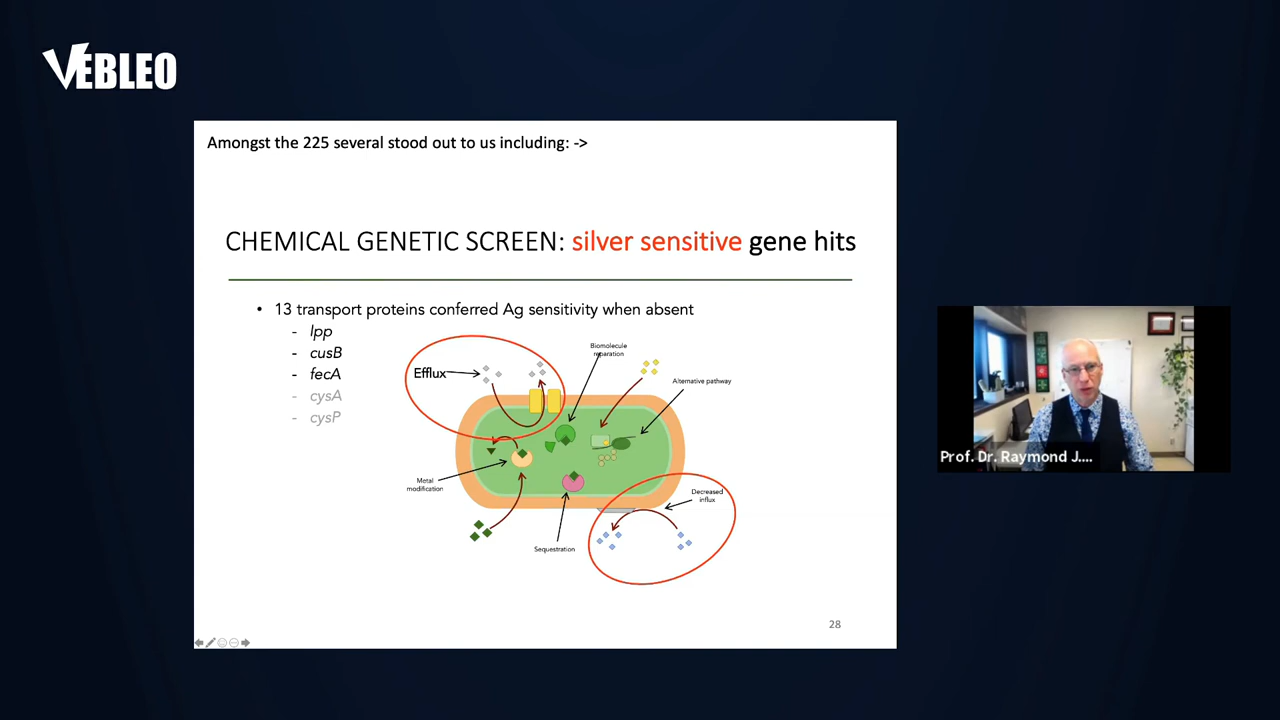 VEBLEO
Amongst the 225 several stood out to us including: ->
CHEMICAL GENETIC SCREEN: silver sensitive gene hits
• 13 transport proteins conferred Ag sensitivity when absent
- lpp
- cusB
- fecA
- cysA
- cysP
Efflux
Biomolecule
reparation
Alternative pathway
Metal
modification
Sequestration
Decreased
influx
28
Prof. Dr. Raymond J....